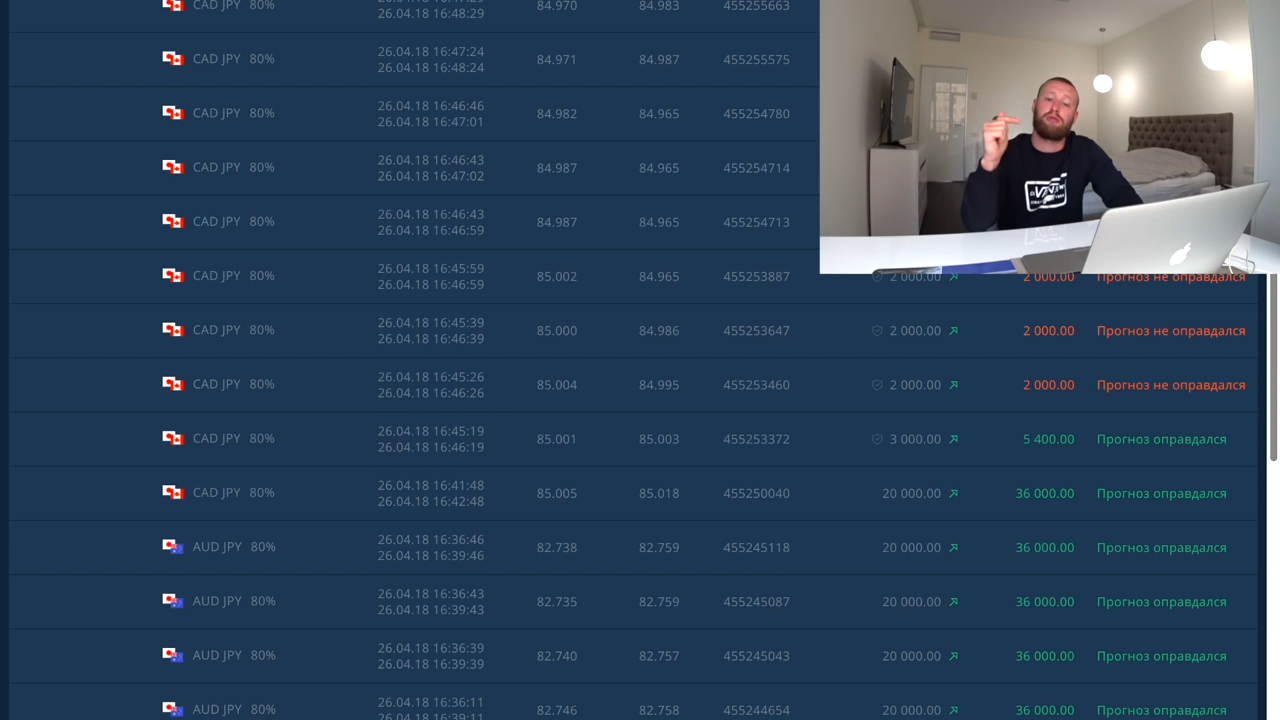 CAD JPY 80% 84.970 84.983 455255663
26.04.18 16:48:29
26.04.18 16:47:24
CAD JPY 80% 84.971 84.987 455255575
26.04.18 16:48:24
26.04.18 16:46:46
CAD JPY 80% 84.982 84.965 455254780
26.04.18 16:47:01
26.04.18 16:46:43
CAD JPY 80% 84.987 84.965 455254714
26.04.18 16:47:02
26.04.18 16:46:43
CAD JPY 80% 84.987 84.965 455254713
26.04.18 16:46:59
26.04.18 16:45:59
CAD JPY 80% 85.002 84.965 455253887 2 000.00 2 000.00 Прогноз не оправдался
26.04.18 16:46:59
26.04.18 16:45:39
CAD JPY 80% 85.000 84.986 455253647 2 000.00 2 000.00 Прогноз не оправдался
26.04.18 16:46:39
26.04.18 16:45:26
CAD JPY 80% 85.004 84.995 455253460 2 000.00 2 000.00 Прогноз не оправдался
26.04.18 16:46:26
26.04.18 16:45:19
CAD JPY 80% 85.001 85.003 455253372 3 000.00 5 400.00 Прогноз оправдался
26.04.18 16:46:19
26.04.18 16:41:48
CAD JPY 80% 85.005 85.018 455250040 20 000.00 36 000.00 Прогноз оправдался
26.04.18 16:42:48
26.04.18 16:36:46
AUD JPY 80% 82.738 82.759 455245118 20 000.00 36 000.00 Прогноз оправдался
26.04.18 16:39:46
26.04.18 16:36:43
AUD JPY 80% 82.735 82.759 455245087 20 000.00 36 000.00 Прогноз оправдался
26.04.18 16:39:43
26.04.18 16:36:39
AUD JPY 80% 82.740 82.757 455245043 20 000.00 36 000.00 Прогноз оправдался
26.04.18 16:39:39
26.04.18 16:36:11
AUD JPY 80% 82.746 82.758 455244654 20 000.00 36 000.00 Прогноз оправдался
26.04.18 16:39:11